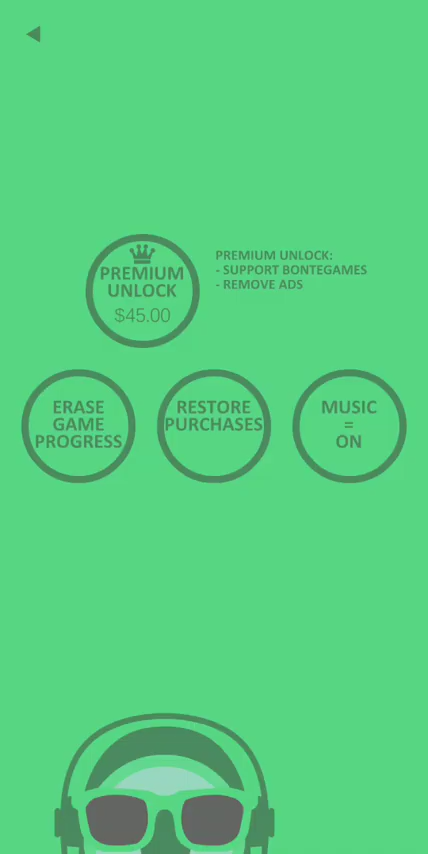 PREMIUM
UNLOCK
$45.00
PREMIUM UNLOCK:
- SUPPORT BONTEGAMES
- REMOVE ADS
ERASE
GAME
PROGRESS
RESTORE
PURCHASES
MUSIC
=
ON